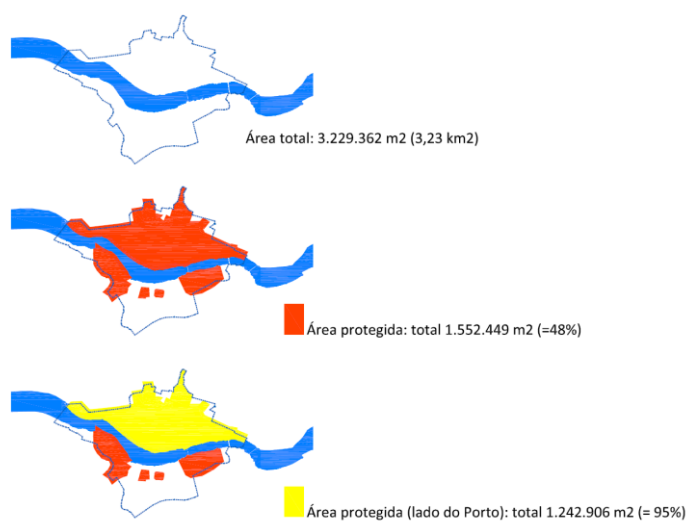 Área total: 3.229.362 m2 (3,23 km2)
Área protegida: total 1.552.449 m2 (=48%)
Área protegida (lado do Porto): total 1.242.906 m2 (= 95%)